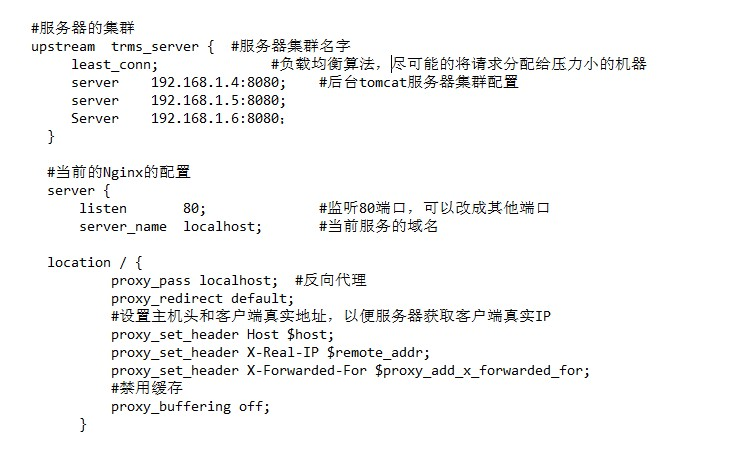 #服务器的集群
upstream  trms_server {  #服务器集群名字
least_conn;              #负载均衡算法，尽可能的将请求分配给压力小的机器
server    192.168.1.4:8080;    #后台tomcat服务器集群配置
server    192.168.1.5:8080;
Server    192.168.1.6:8080；
}
#当前的Nginx的配置
server {
listen       80;              #监听80端口，可以改成其他端口
server_name  localhost;       #当前服务的域名
location / {
proxy_pass localhost;  #反向代理
proxy_redirect default;
#设置主机头和客户端真实地址，以便服务器获取客户端真实IP
proxy_set_header Host $host;
proxy_set_header X-Real-IP $remote_addr;
proxy_set_header X-Forwarded-For $proxy_add_x_forwarded_for;
#禁用缓存
proxy_buffering off;
}